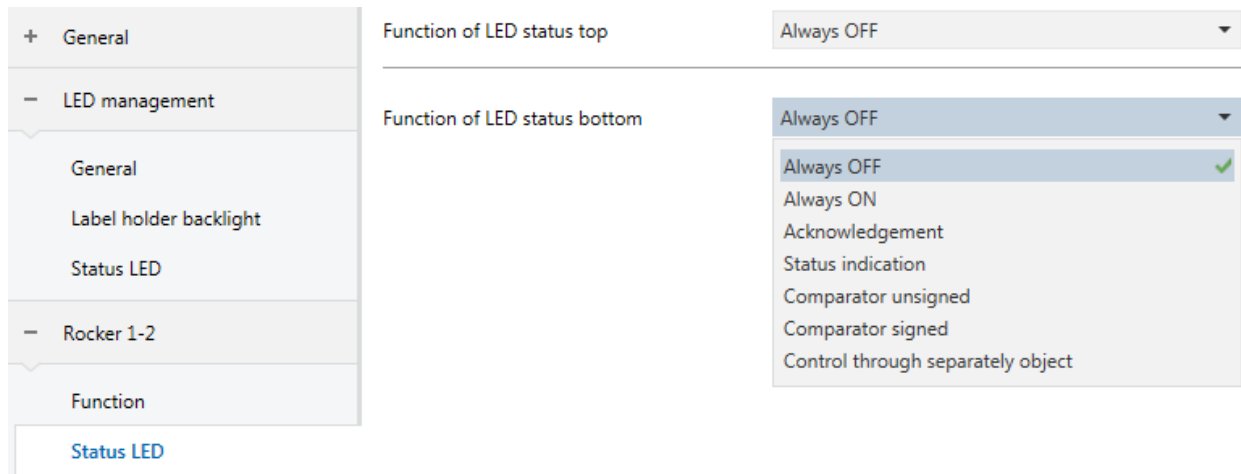 + General
− LED management
General
Label holder backlight
Status LED
− Rocker 1-2
Function
Status LED
Function of LED status top
Always OFF
Function of LED status bottom
Always OFF
Always OFF
Always ON
Acknowledgement
Status indication
Comparator unsigned
Comparator signed
Control through separately object